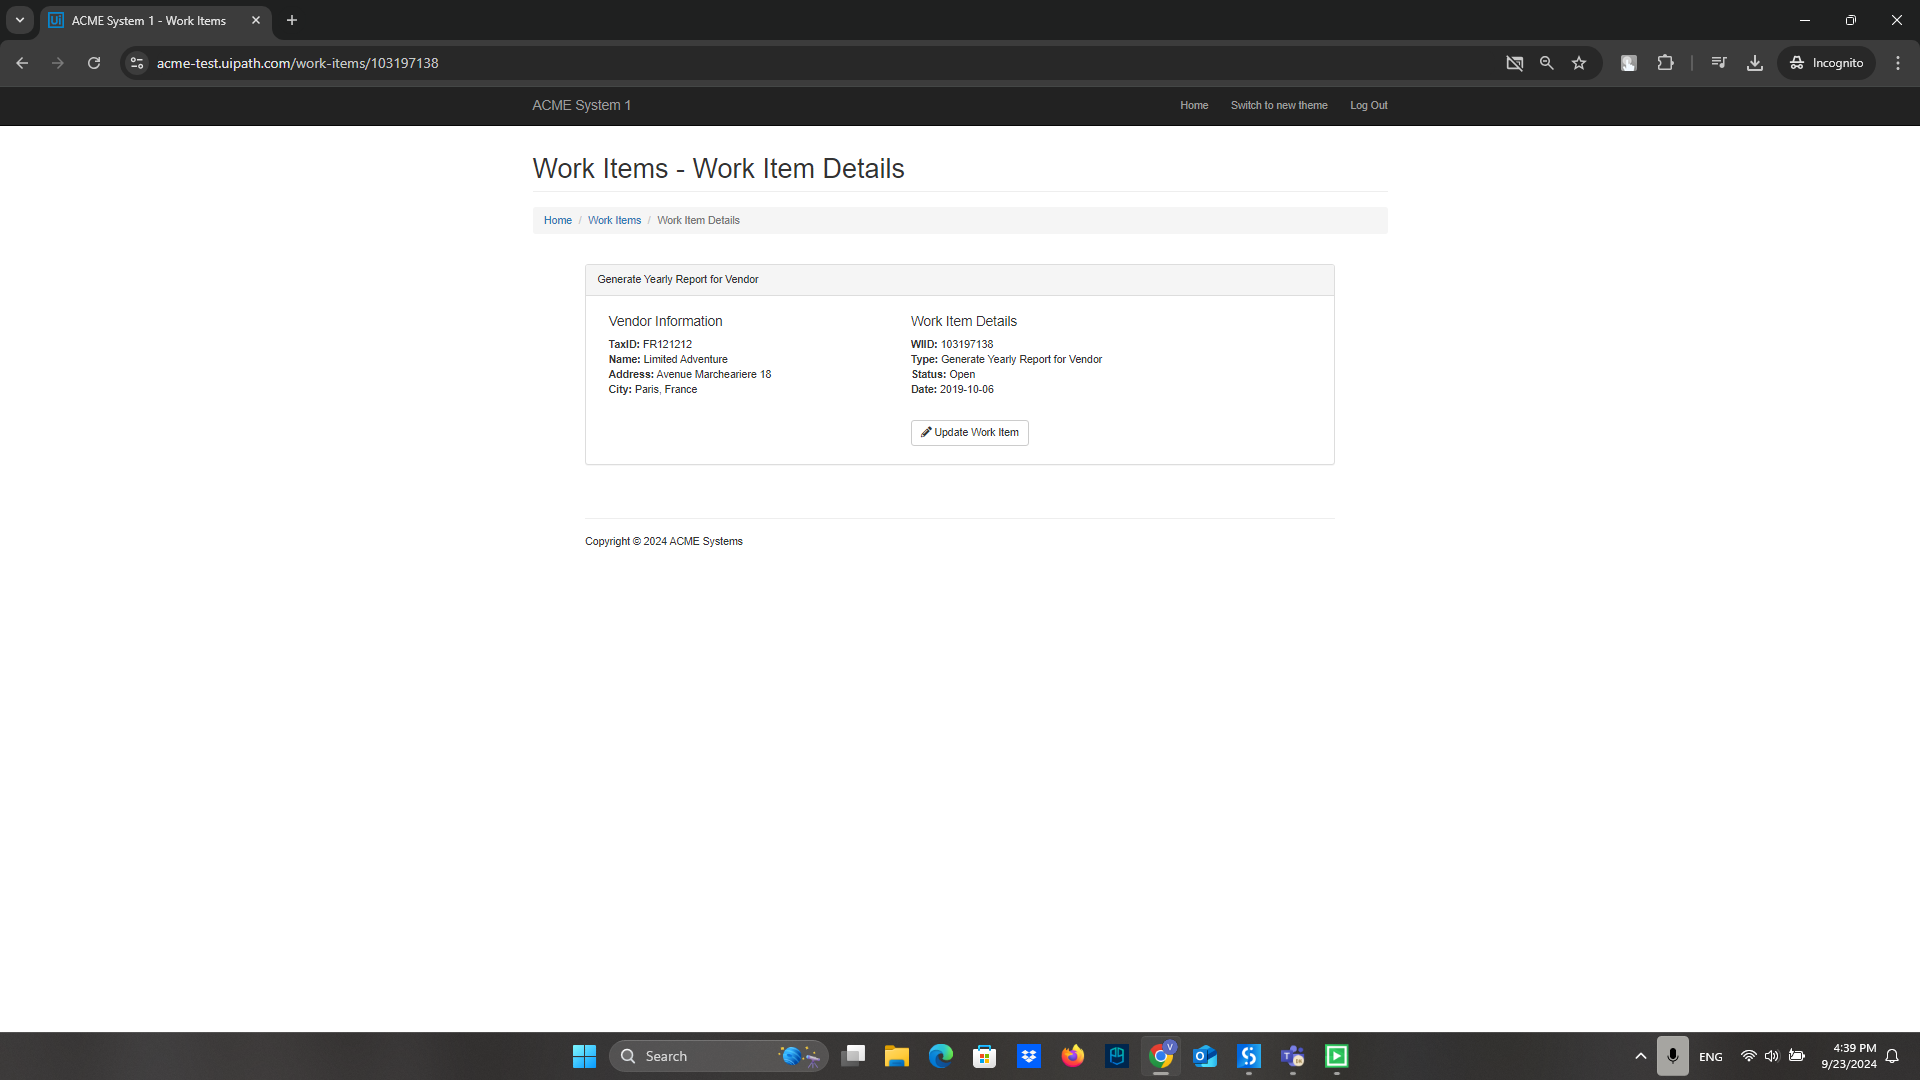 ACME System 1 - Work Items
acme-test.uipath.com/work-items/103197138
Incognito
ACME System 1
Home
Switch to new theme
Log Out
Work Items - Work Item Details
Home / Work Items / Work Item Details
Generate Yearly Report for Vendor
Vendor Information
TaxID: FR121212
Name: Limited Adventure
Address: Avenue Marcheariere 18
City: Paris, France
Work Item Details
WIID: 103197138
Type: Generate Yearly Report for Vendor
Status: Open
Date: 2019-10-06
Update Work Item
Copyright © 2024 ACME Systems
Search
ENG
4:39 PM
9/23/2024